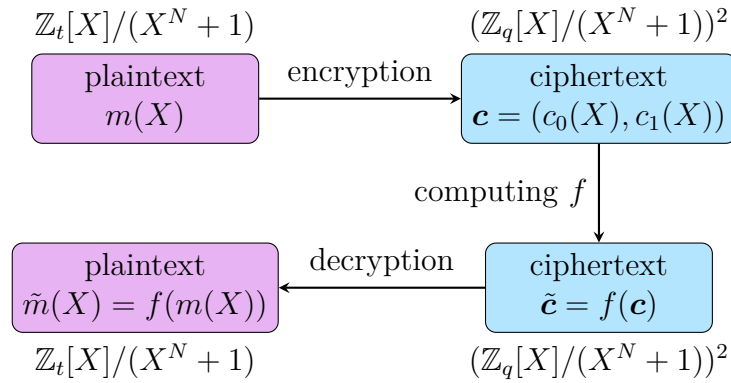 ℤ_t[X]/(X^N + 1)
(ℤ_q[X]/(X^N + 1))^2
plaintext
m(X)
encryption
ciphertext
𝒄 = (c_0(X), c_1(X))
computing f
plaintext
m̃(X) = f(m(X))
decryption
ciphertext
𝒄̃ = f(𝒄)
ℤ_t[X]/(X^N + 1)
(ℤ_q[X]/(X^N + 1))^2